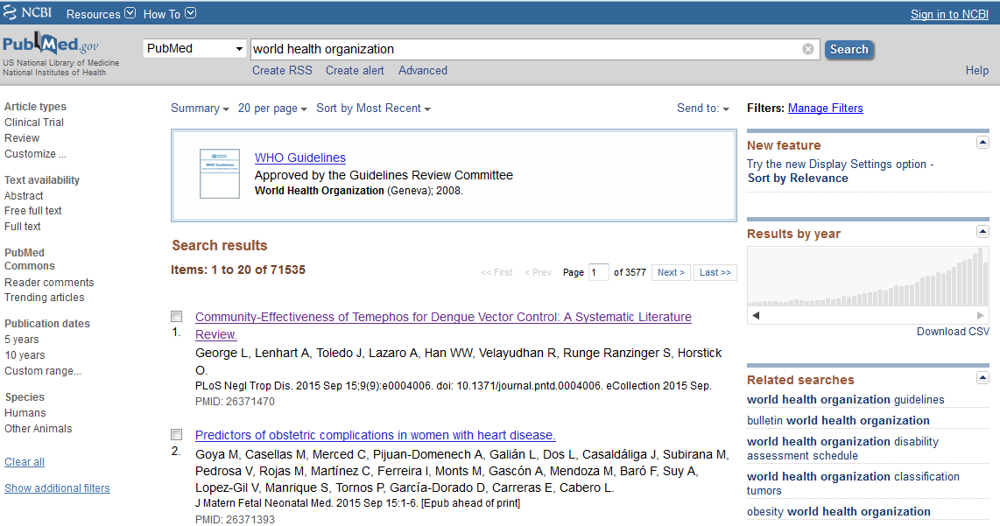 NCBI Resources How To Sign in to NCBI
PubMed.gov
US National Library of Medicine
National Institutes of Health
PubMed world health organization Search
Create RSS Create alert Advanced Help
Article types
Clinical Trial
Review
Customize ...
Text availability
Abstract
Free full text
Full text
PubMed
Commons
Reader comments
Trending articles
Publication dates
5 years
10 years
Custom range...
Species
Humans
Other Animals
Clear all
Show additional filters
Summary 20 per page Sort by Most Recent Send to:
WHO Guidelines
WHO Guidelines
Approved by the Guidelines Review Committee
World Health Organization (Geneva); 2008.
Search results
Items: 1 to 20 of 71535
<< First < Prev Page 1 of 3577 Next > Last >>
1. Community-Effectiveness of Temephos for Dengue Vector Control: A Systematic Literature
Review.
George L, Lenhart A, Toledo J, Lazaro A, Han WW, Velayudhan R, Runge Ranzinger S, Horstick
O.
PLoS Negl Trop Dis. 2015 Sep 15;9(9):e0004006. doi: 10.1371/journal.pntd.0004006. eCollection 2015 Sep.
PMID: 26371470
2. Predictors of obstetric complications in women with heart disease.
Goya M, Casellas M, Merced C, Pijuan-Domenech A, Galián L, Dos L, Casaldáliga J, Subirana M,
Pedrosa V, Rojas M, Martínez C, Ferreira I, Monts M, Gascón A, Mendoza M, Baró F, Suy A,
Lopez-Gil V, Manrique S, Tornos P, García-Dorado D, Carreras E, Cabero L.
J Matern Fetal Neonatal Med. 2015 Sep 15:1-6. [Epub ahead of print]
PMID: 26371393
Filters: Manage Filters
New feature
Try the new Display Settings option -
Sort by Relevance
Results by year
Download CSV
Related searches
world health organization guidelines
bulletin world health organization
world health organization disability
assessment schedule
world health organization classification
tumors
obesity world health organization